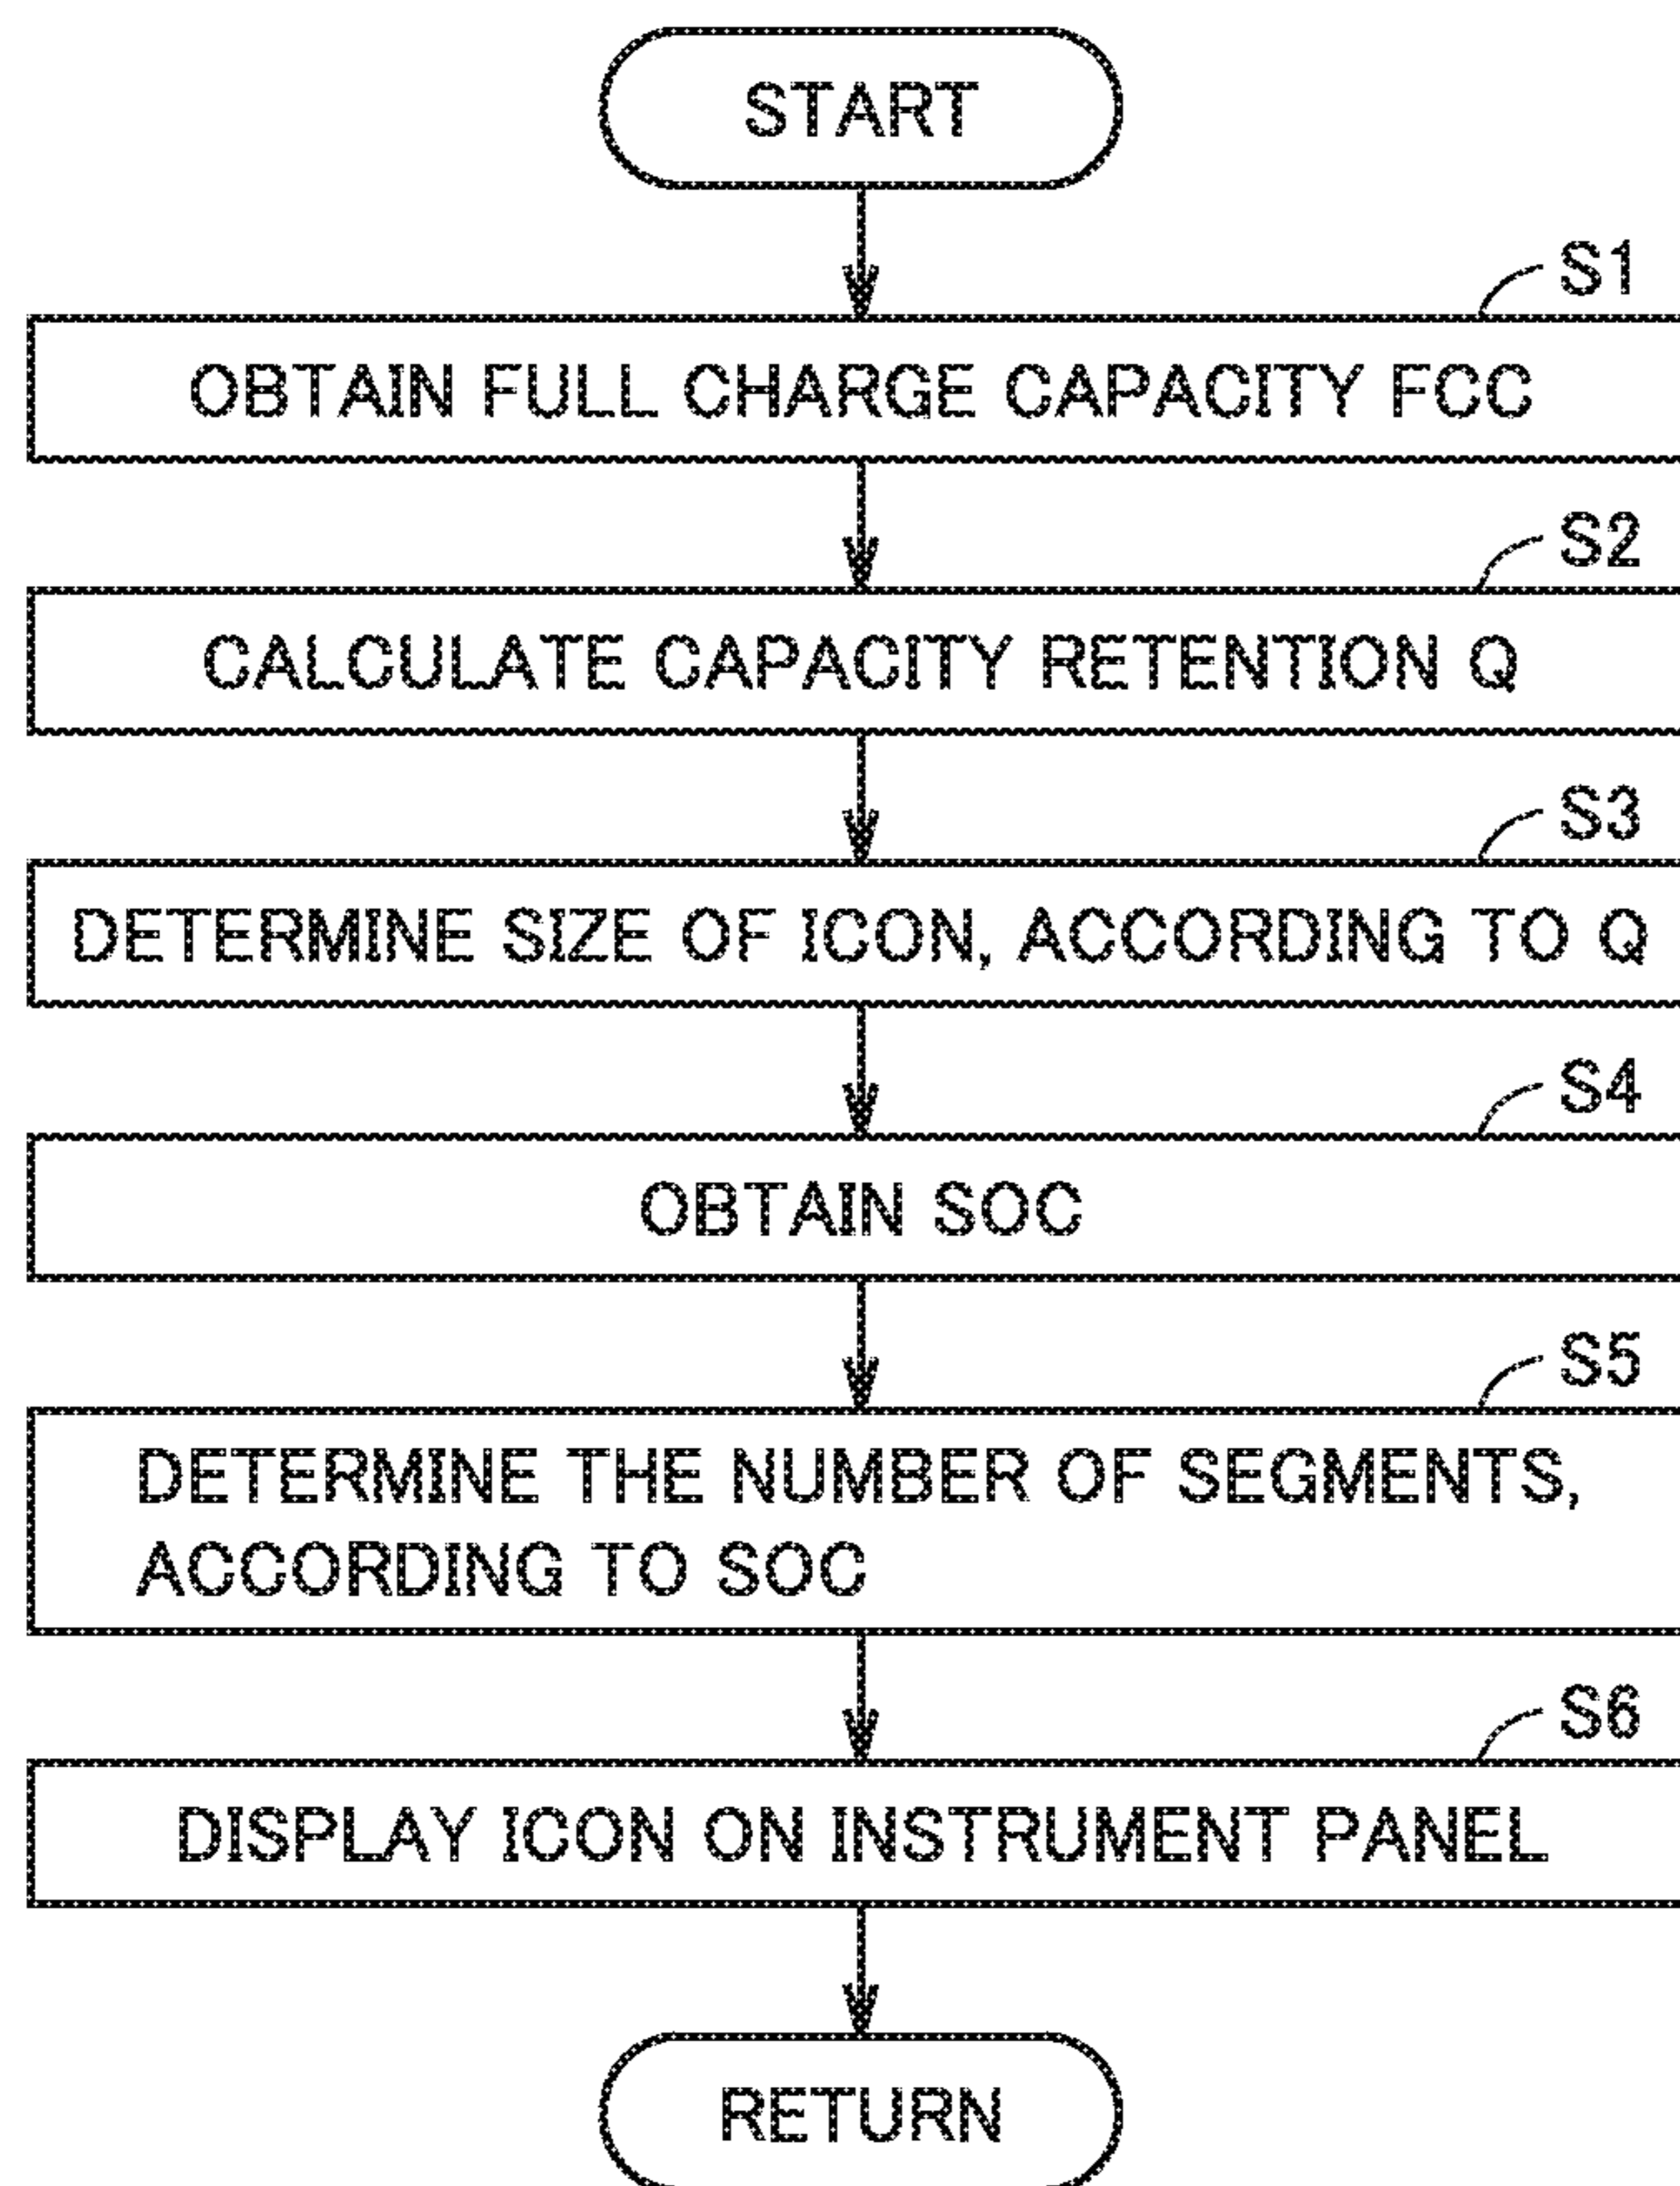 START
S1
OBTAIN FULL CHARGE CAPACITY FCC
S2
CALCULATE CAPACITY RETENTION Q
S3
DETERMINE SIZE OF ICON, ACCORDING TO Q
S4
OBTAIN SOC
S5
DETERMINE THE NUMBER OF SEGMENTS,
ACCORDING TO SOC
S6
DISPLAY ICON ON INSTRUMENT PANEL
RETURN